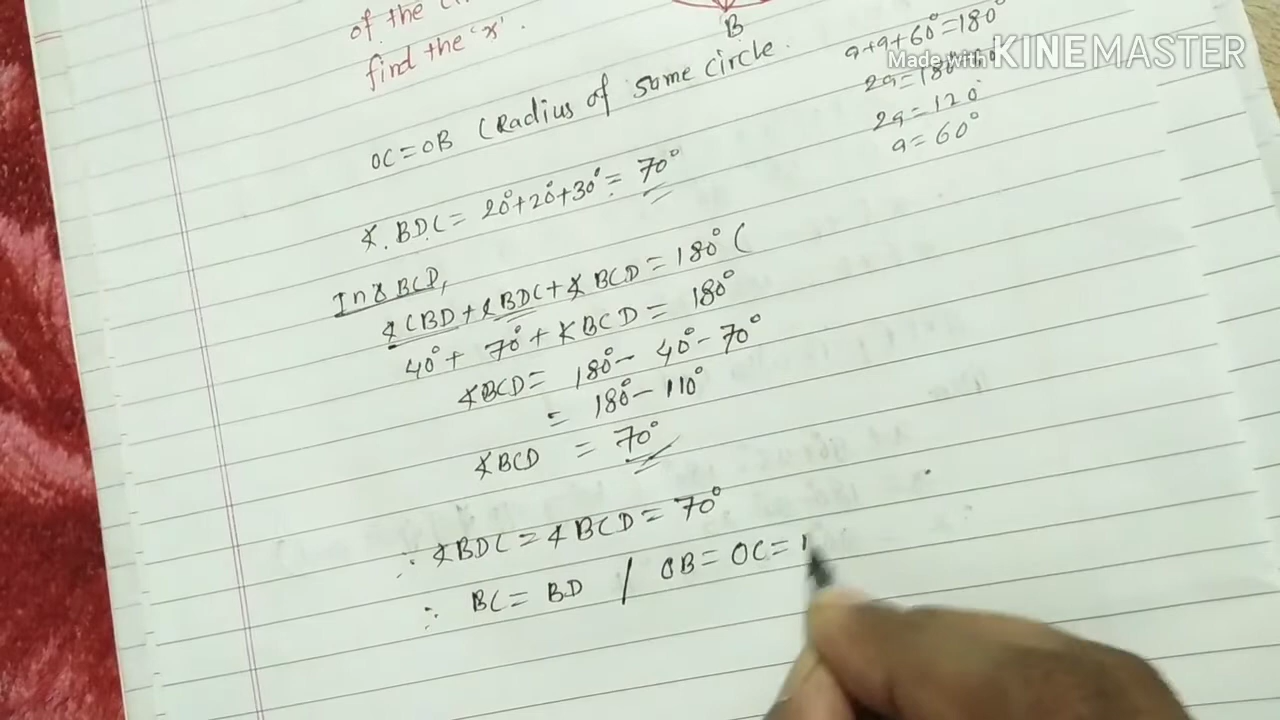 of the
find the 'x'.
B
OC = OB (Radius of same circle.
a+a+60°=180°
2a=180°-60°
2a=120°
a=60°
Made with KINEMASTER
∡.BDC = 20°+20°+30° = 70°
In ∡ BCD,
∡CBD + ∡BDC + ∡BCD = 180° (
40° + 70° + ∡BCD = 180°
∡BCD = 180° - 40° - 70°
= 180° - 110°
∡BCD = 70°
∴ ∡BDC = ∡BCD = 70°
∴ BC = BD / OB = OC =